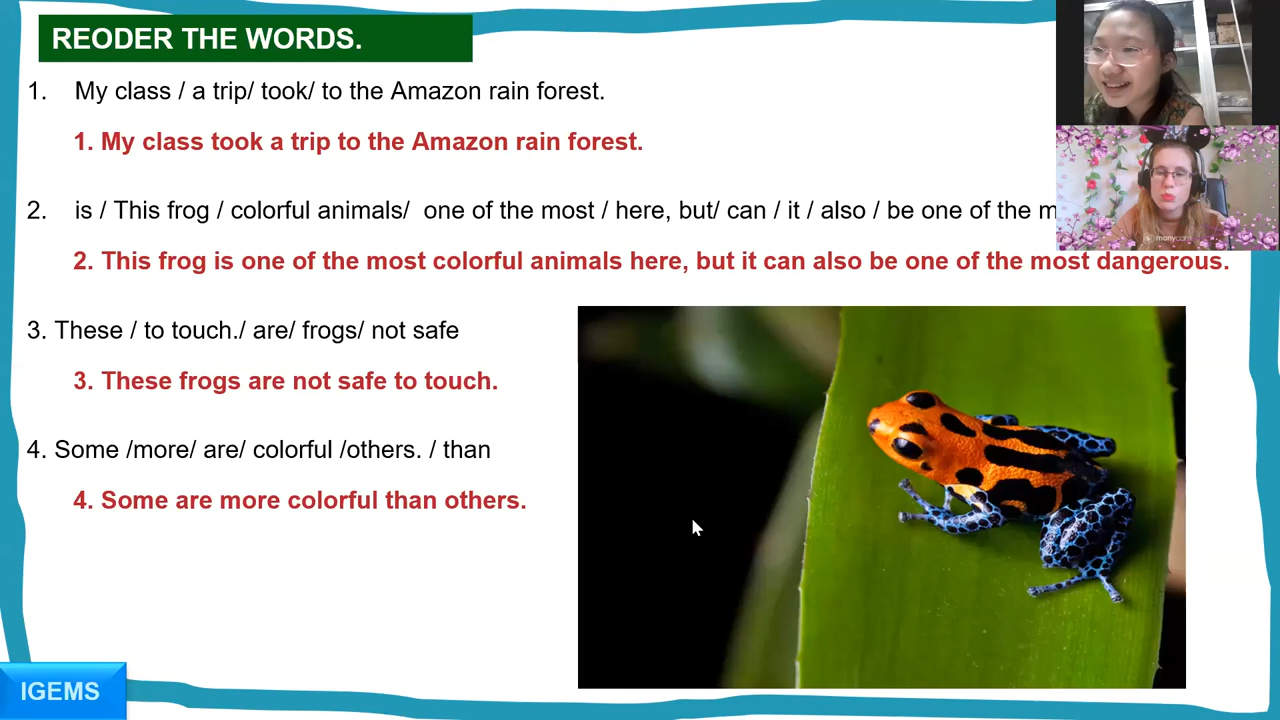 REODER THE WORDS.
1. My class / a trip/ took/ to the Amazon rain forest.
1. My class took a trip to the Amazon rain forest.
2. is / This frog / colorful animals/ one of the most / here, but/ can / it / also / be one of the m
2. This frog is one of the most colorful animals here, but it can also be one of the most dangerous.
3. These / to touch./ are/ frogs/ not safe
3. These frogs are not safe to touch.
4. Some /more/ are/ colorful /others. / than
4. Some are more colorful than others.
IGEMS